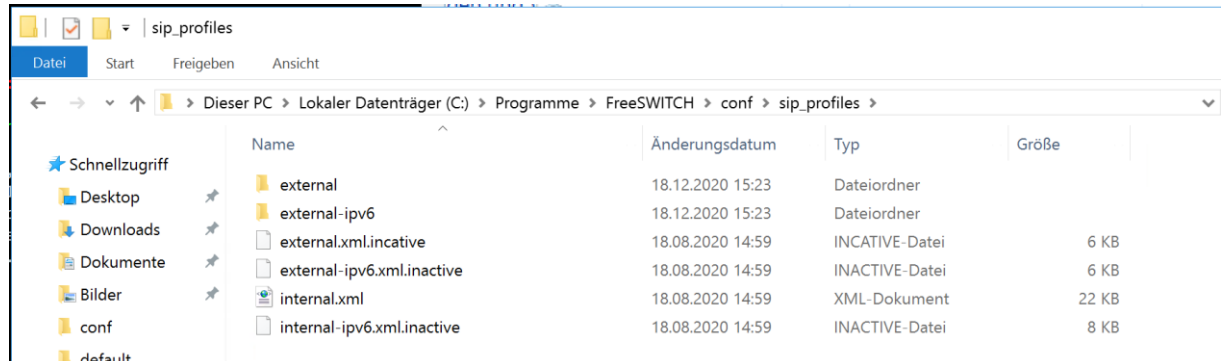 sip_profiles
Datei Start Freigeben Ansicht
Dieser PC > Lokaler Datenträger (C:) > Programme > FreeSWITCH > conf > sip_profiles >
Schnellzugriff
Desktop
Downloads
Dokumente
Bilder
conf
default
Name Änderungsdatum Typ Größe
external 18.12.2020 15:23 Dateiordner
external-ipv6 18.12.2020 15:23 Dateiordner
external.xml.incative 18.08.2020 14:59 INCATIVE-Datei 6 KB
external-ipv6.xml.inactive 18.08.2020 14:59 INACTIVE-Datei 6 KB
internal.xml 18.08.2020 14:59 XML-Dokument 22 KB
internal-ipv6.xml.inactive 18.08.2020 14:59 INACTIVE-Datei 8 KB